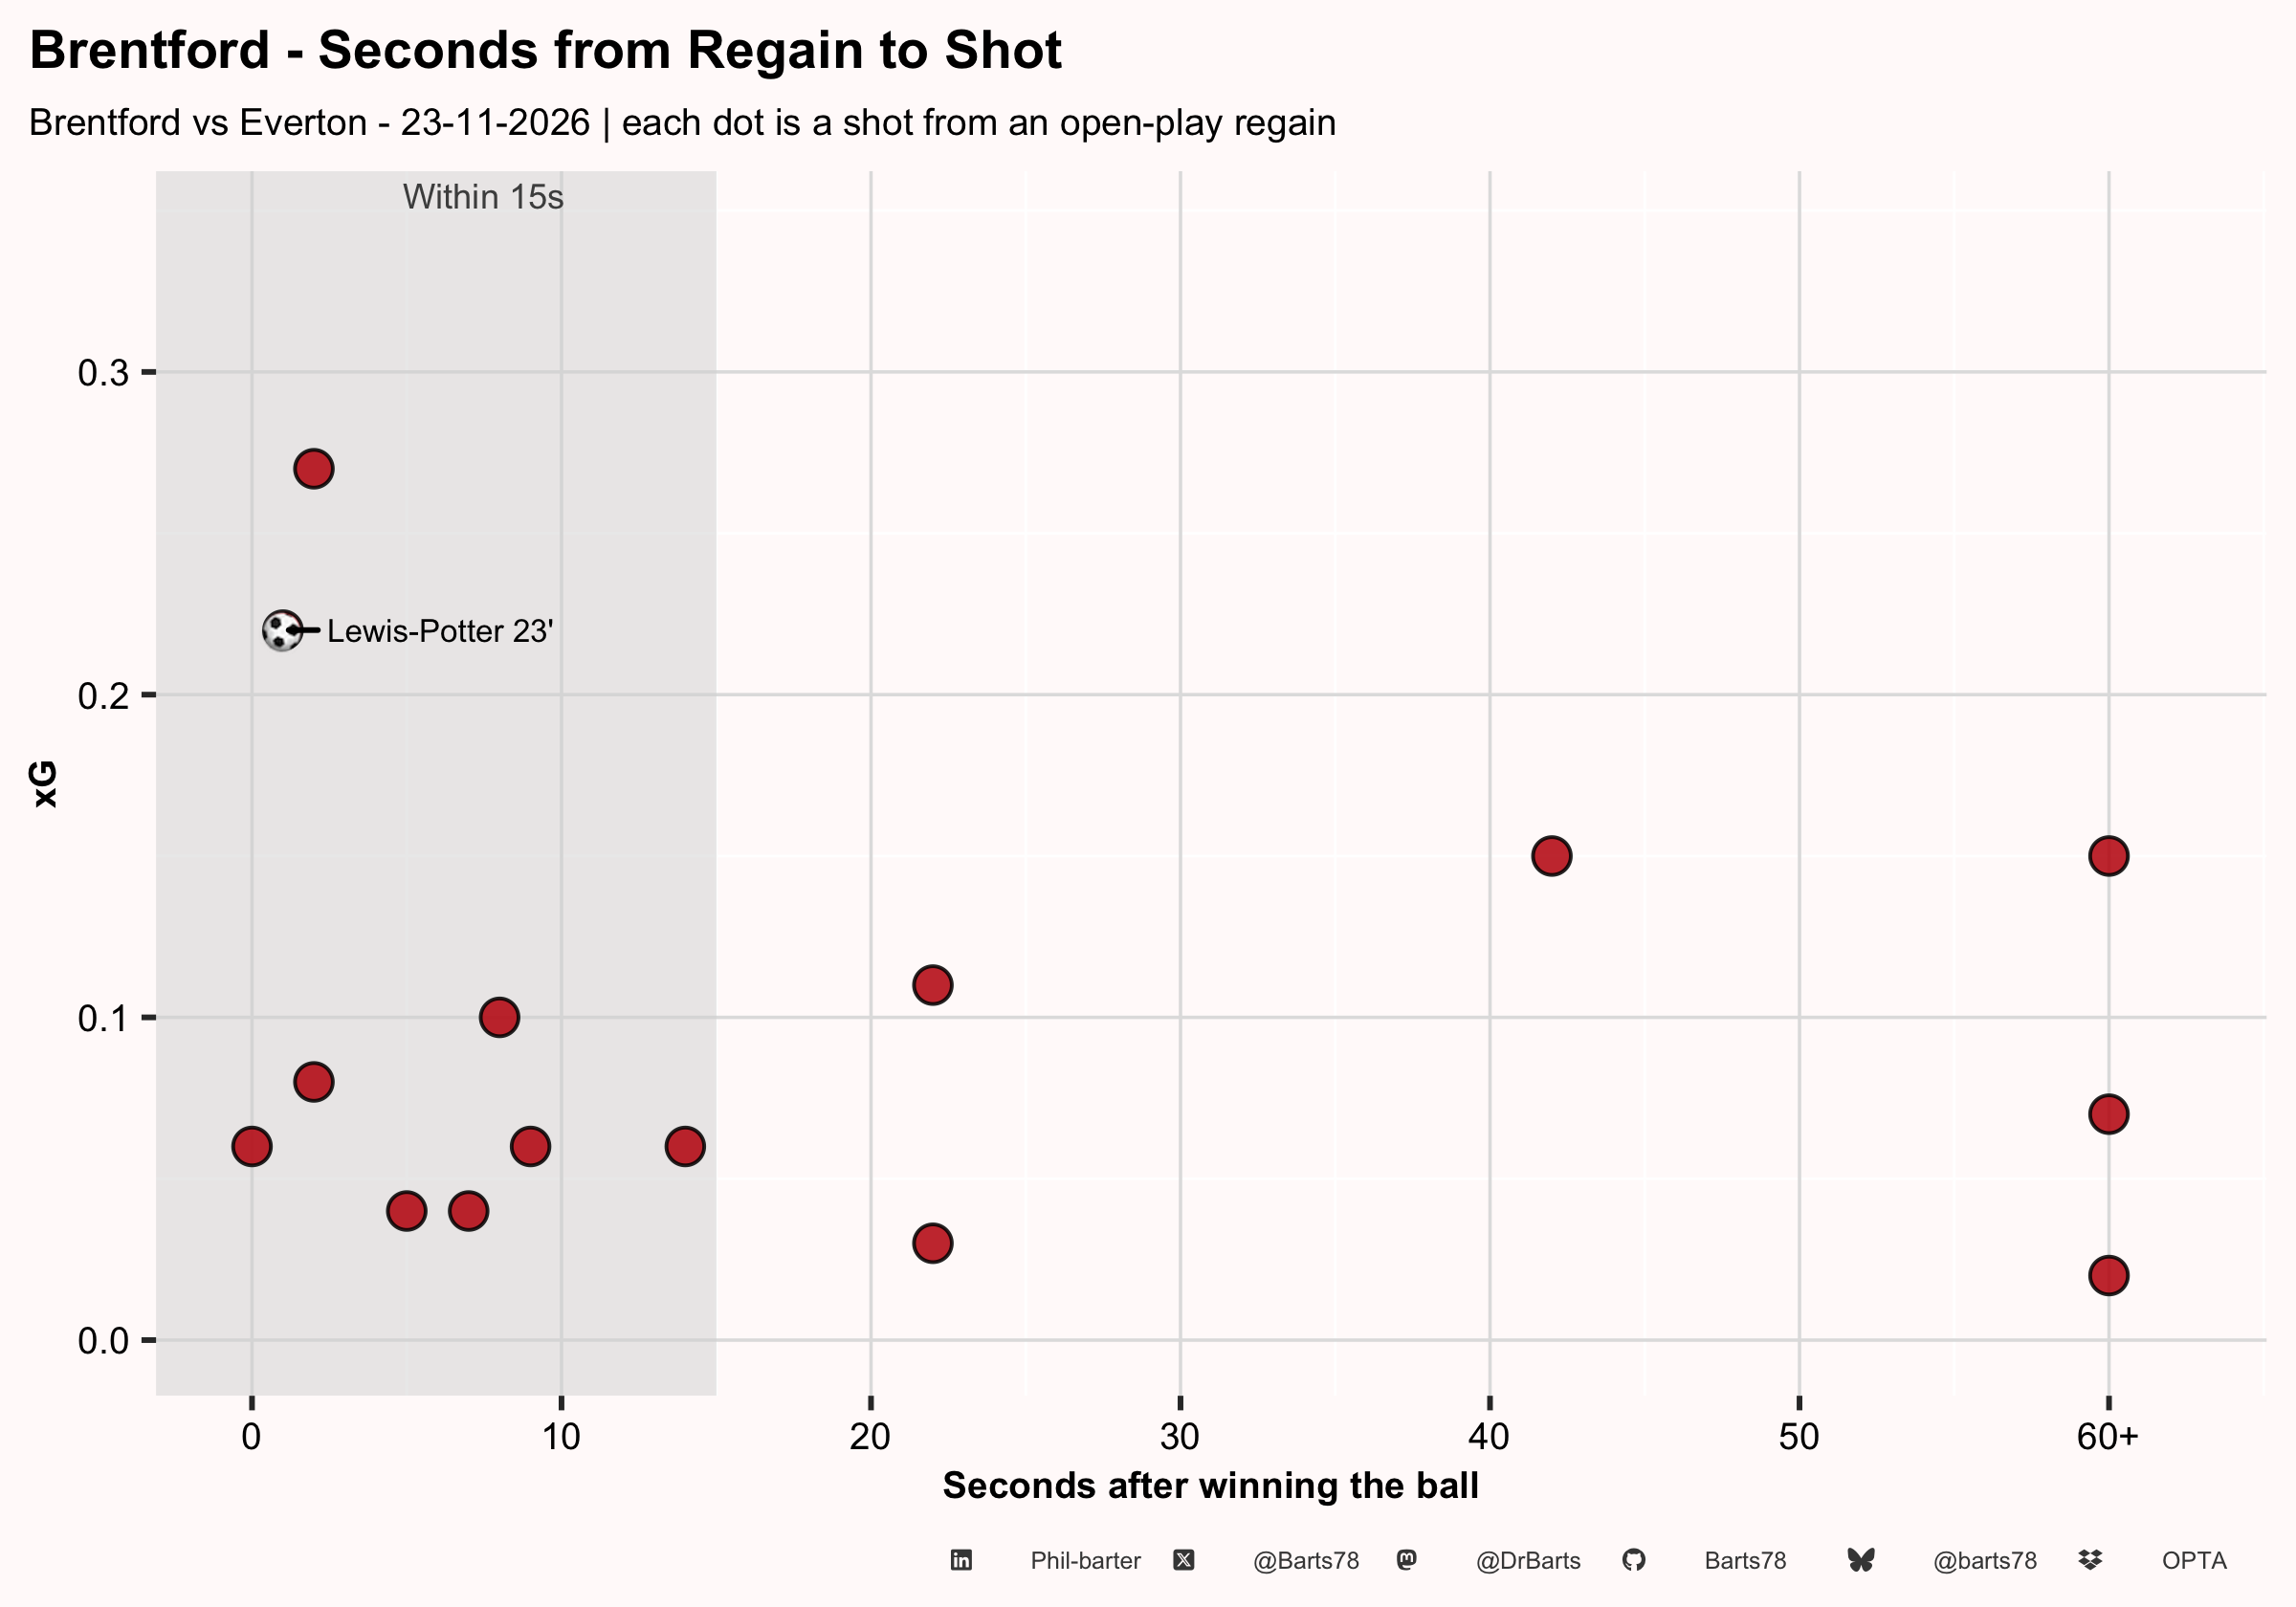 Brentford - Seconds from Regain to Shot
Brentford vs Everton - 23-11-2026 | each dot is a shot from an open-play regain
Within 15s
0.3
Lewis-Potter 23'
0.2
xG
0.1
0.0
0 10 20 30 40 50 60+
Seconds after winning the ball
Phil-barter @Barts78 @DrBarts Barts78 @barts78 OPTA